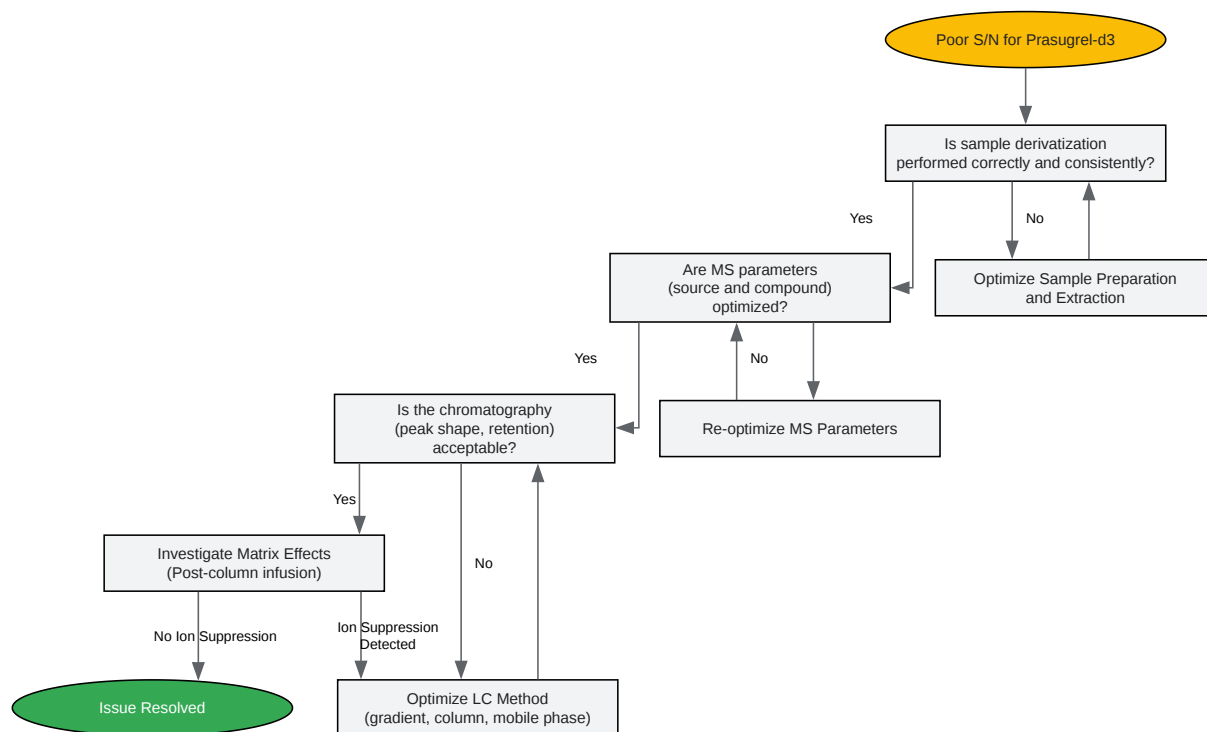 Poor S/N for Prasugrel-d3
Is sample derivatization
performed correctly and consistently?
Yes
No
Are MS parameters
(source and compound)
optimized?
Optimize Sample Preparation
and Extraction
Yes
No
Is the chromatography
(peak shape, retention)
acceptable?
Re-optimize MS Parameters
Yes
Investigate Matrix Effects
(Post-column infusion)
No
No Ion Suppression
Ion Suppression
Detected
Issue Resolved
Optimize LC Method
(gradient, column, mobile phase)